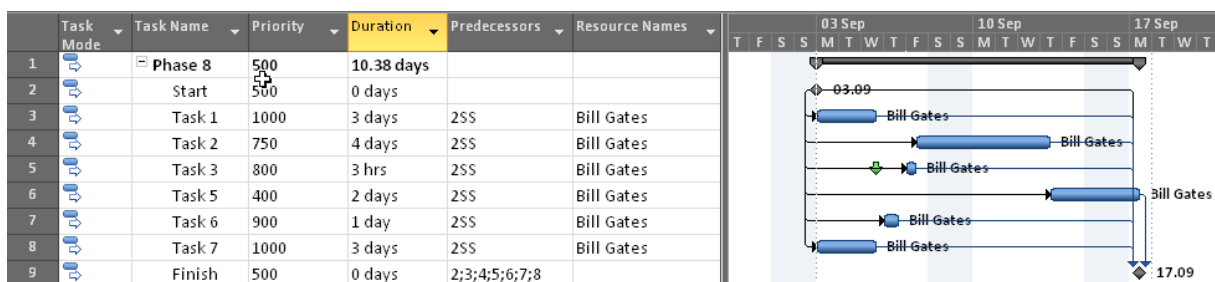 Task Mode Task Name Priority Duration Predecessors Resource Names 03 Sep 10 Sep 17 Sep
T F S S M T W T F S S M T W T F S S M T W T
1 Phase 8 500 10.38 days
2 Start 500 0 days 03.09
3 Task 1 1000 3 days 2SS Bill Gates Bill Gates
4 Task 2 750 4 days 2SS Bill Gates Bill Gates
5 Task 3 800 3 hrs 2SS Bill Gates Bill Gates
6 Task 5 400 2 days 2SS Bill Gates Bill Gates
7 Task 6 900 1 day 2SS Bill Gates Bill Gates
8 Task 7 1000 3 days 2SS Bill Gates Bill Gates
9 Finish 500 0 days 2;3;4;5;6;7;8 17.09